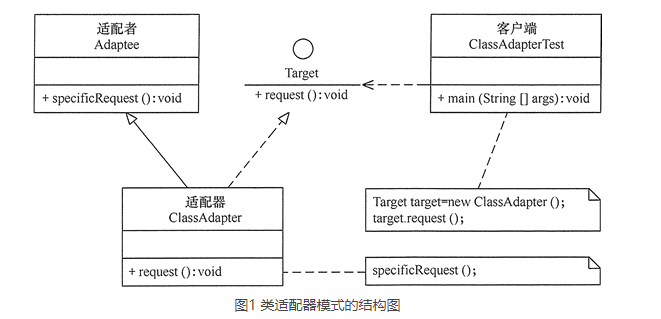 适配者
Adaptee
+ specificRequest ():void
Target
+ request ():void
客户端
ClassAdapterTest
+ main (String [] args):void
适配器
ClassAdapter
+ request ():void
Target target=new ClassAdapter ();
target.request ();
specificRequest ();
图1 类适配器模式的结构图